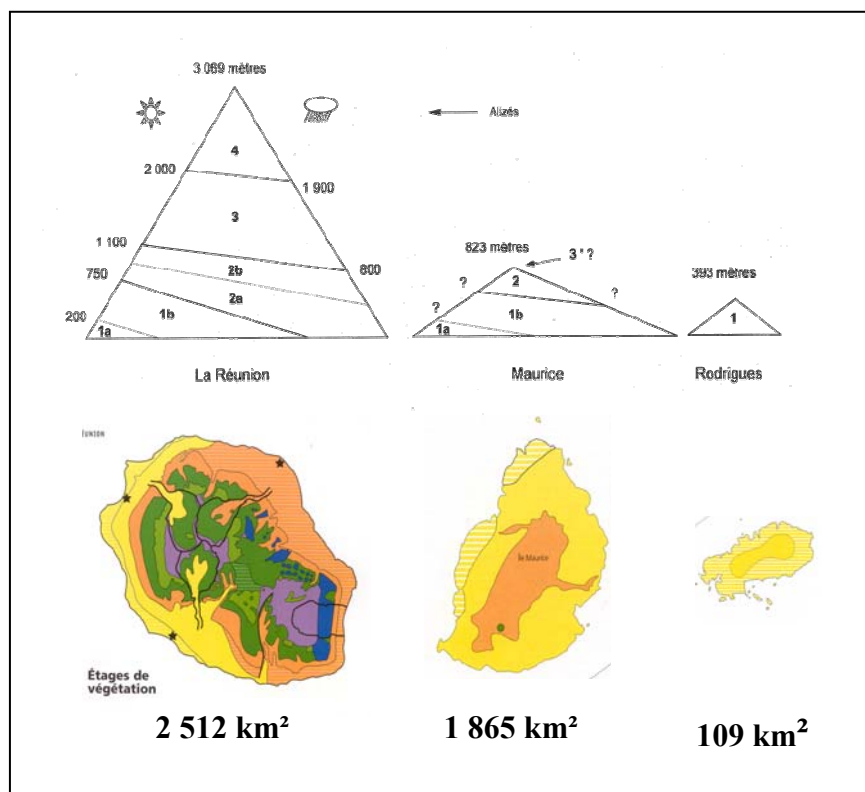 3 069 mètres
Alizés
4
2 000
1 900
3
1 100
800
2b
750
2a
1b
200
1a
823 mètres
3 * ?
?
2
?
?
1b
1a
393 mètres
1
La Réunion
Maurice
Rodrigues
UNION
Île Maurice
Étages de
végétation
2 512 km²
1 865 km²
109 km²